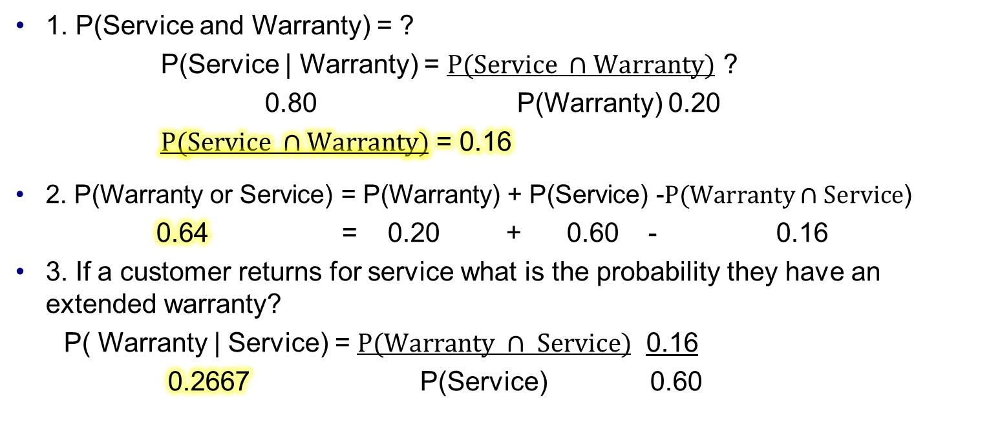 • 1. P(Service and Warranty) = ?
P(Service | Warranty) = P(Service ∩ Warranty) ?
0.80 P(Warranty) 0.20
P(Service ∩ Warranty) = 0.16
• 2. P(Warranty or Service) = P(Warranty) + P(Service) -P(Warranty ∩ Service)
0.64 = 0.20 + 0.60 - 0.16
• 3. If a customer returns for service what is the probability they have an
extended warranty?
P( Warranty | Service) = P(Warranty ∩ Service) 0.16
0.2667 P(Service) 0.60